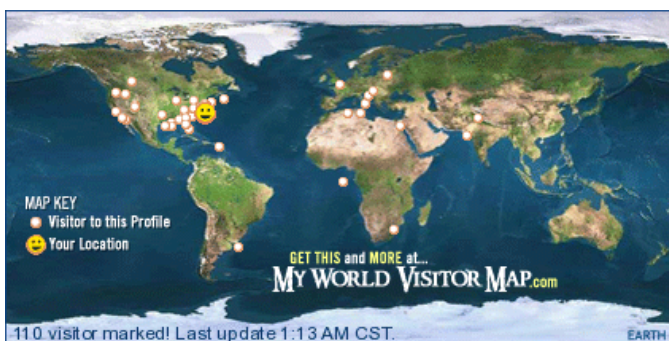 MAP KEY
Visitor to this Profile
Your Location
GET THIS and MORE at...
MY WORLD VISITOR MAP.com
110 visitor marked! Last update 1:13 AM CST.
EARTH